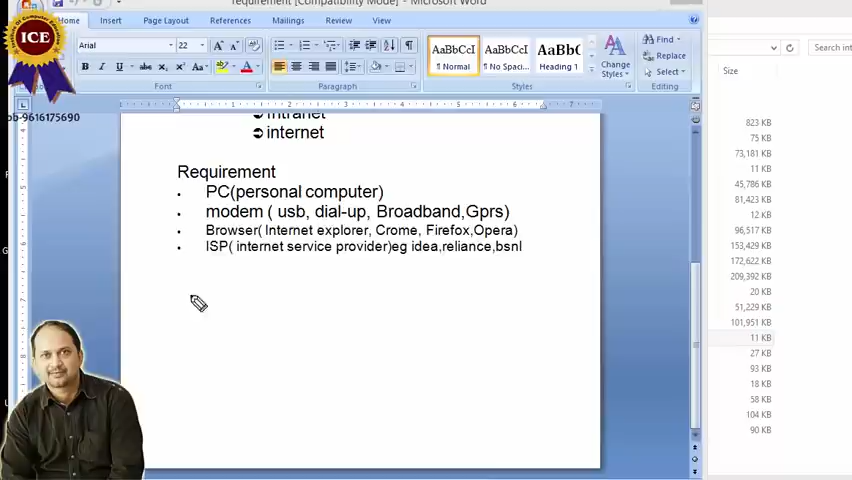 requirement [Compatibility Mode] - Microsoft Word
Home Insert Page Layout References Mailings Review View
ICE
Arial 22
Find
Replace
Select
AaBbCcI AaBbCcI AaBbC
¶ Normal ¶ No Spaci... Heading 1
Change
Styles
Font Paragraph Styles Editing
ob-9616175690
intranet
internet
Requirement
• PC(personal computer)
• modem ( usb, dial-up, Broadband,Gprs)
• Browser( Internet explorer, Crome, Firefox,Opera)
• ISP( internet service provider)eg idea,reliance,bsnl
Search int
Size
823 KB
75 KB
73,181 KB
11 KB
45,786 KB
81,423 KB
12 KB
96,517 KB
153,429 KB
172,622 KB
209,392 KB
20 KB
51,229 KB
101,951 KB
11 KB
27 KB
93 KB
18 KB
58 KB
104 KB
90 KB